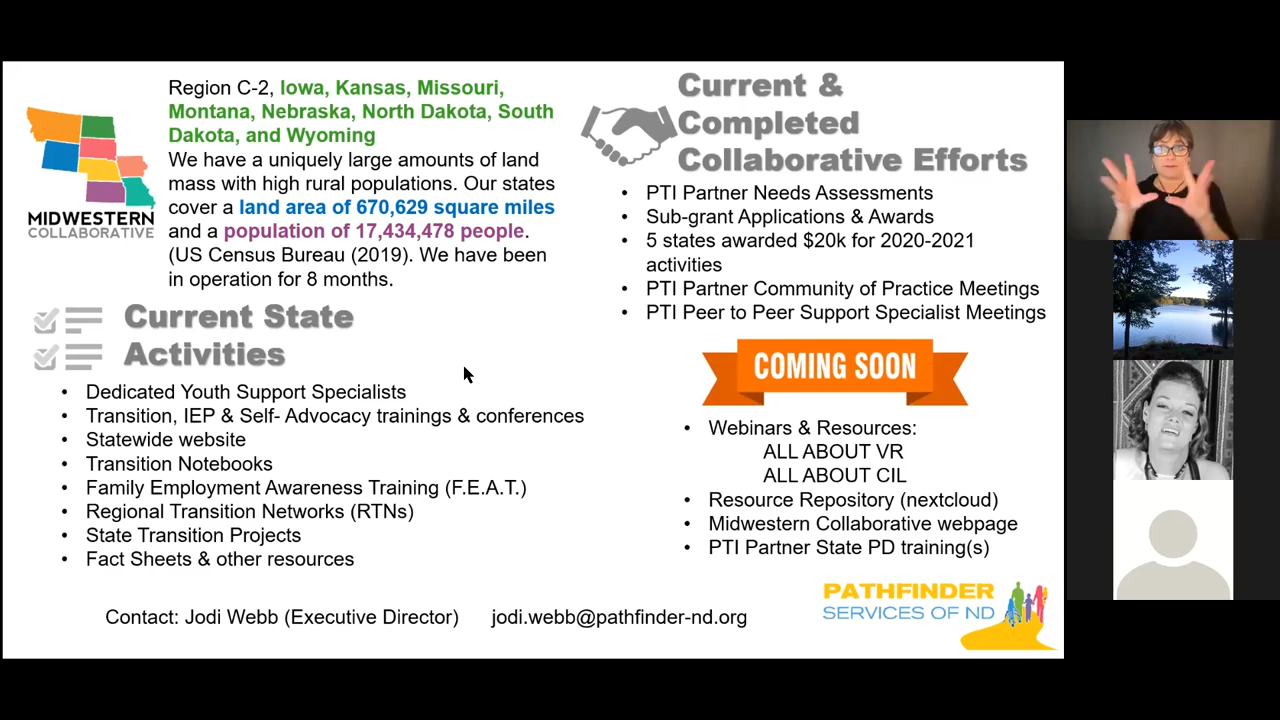 Region C-2, Iowa, Kansas, Missouri,
Montana, Nebraska, North Dakota, South
Dakota, and Wyoming
We have a uniquely large amounts of land
mass with high rural populations. Our states
cover a land area of 670,629 square miles
and a population of 17,434,478 people.
(US Census Bureau (2019). We have been
in operation for 8 months.
MIDWESTERN
COLLABORATIVE
Current State
Activities
• Dedicated Youth Support Specialists
• Transition, IEP & Self- Advocacy trainings & conferences
• Statewide website
• Transition Notebooks
• Family Employment Awareness Training (F.E.A.T.)
• Regional Transition Networks (RTNs)
• State Transition Projects
• Fact Sheets & other resources
Current &
Completed
Collaborative Efforts
• PTI Partner Needs Assessments
• Sub-grant Applications & Awards
• 5 states awarded $20k for 2020-2021
activities
• PTI Partner Community of Practice Meetings
• PTI Peer to Peer Support Specialist Meetings
COMING SOON
• Webinars & Resources:
ALL ABOUT VR
ALL ABOUT CIL
• Resource Repository (nextcloud)
• Midwestern Collaborative webpage
• PTI Partner State PD training(s)
Contact: Jodi Webb (Executive Director) jodi.webb@pathfinder-nd.org
PATHFINDER
SERVICES OF ND